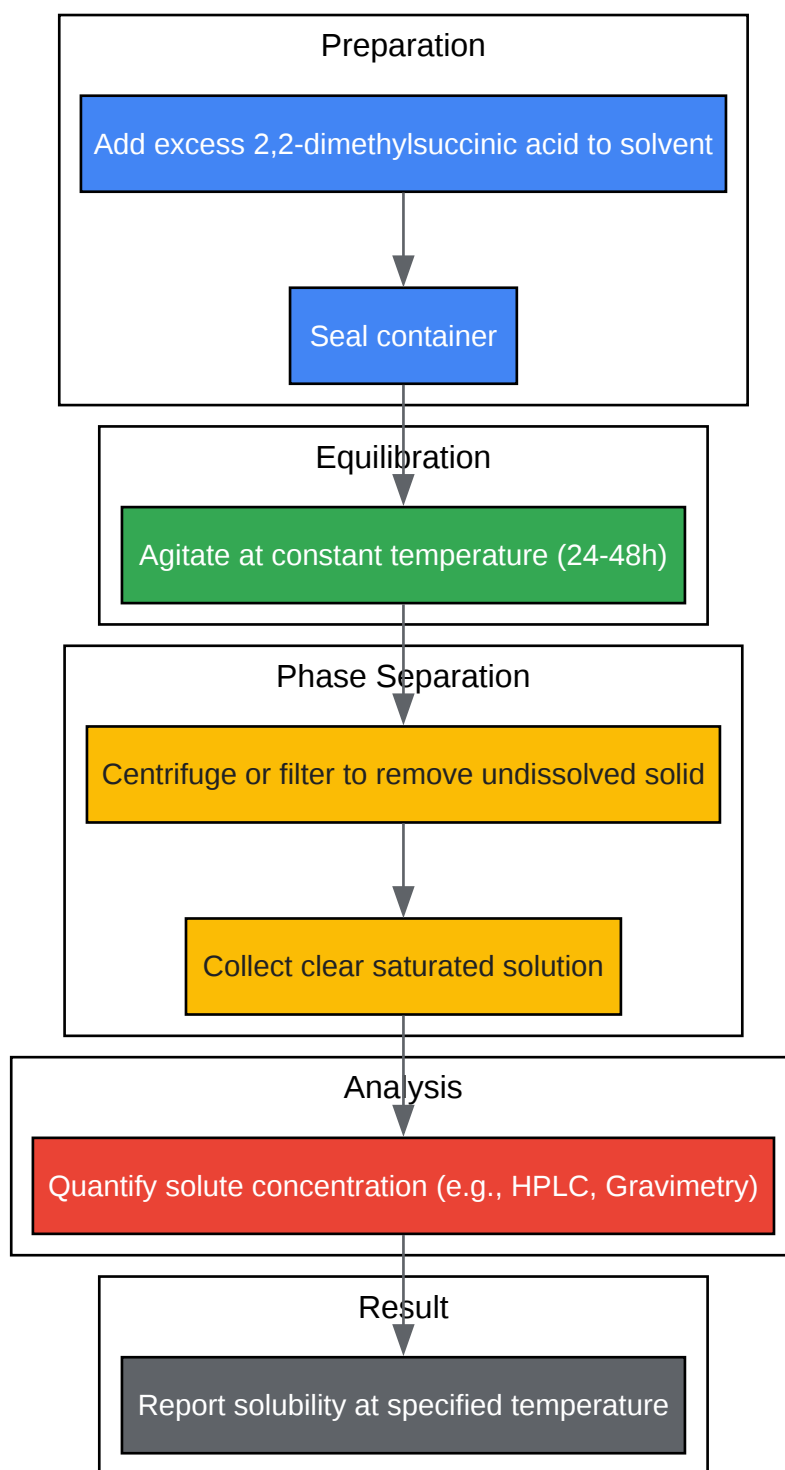 Preparation
Add excess 2,2-dimethylsuccinic acid to solvent
Seal container
Equilibration
Agitate at constant temperature (24-48h)
Phase Separation
Centrifuge or filter to remove undissolved solid
Collect clear saturated solution
Analysis
Quantify solute concentration (e.g., HPLC, Gravimetry)
Result
Report solubility at specified temperature